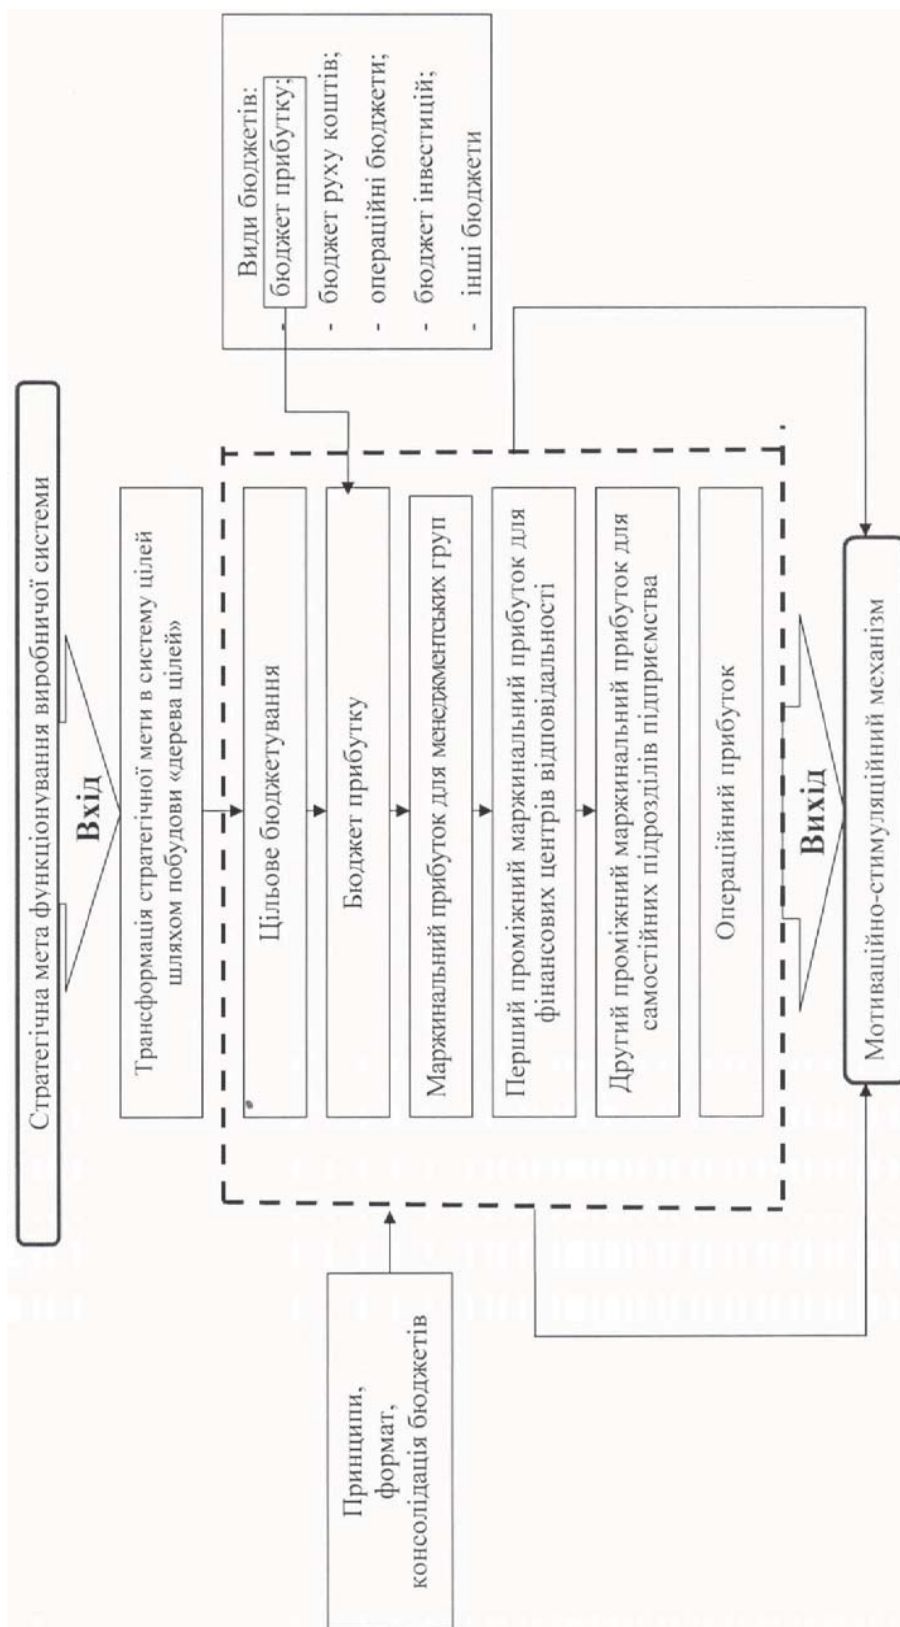 Стратегічна мета функціонування виробничої системи
Вхід
Трансформація стратегічної мети в систему цілей
шляхом побудови «дерева цілей»
Види бюджетів:
- бюджет прибутку;
- бюджет руху коштів;
- операційні бюджети;
- бюджет інвестицій;
- інші бюджети
Принципи,
формат,
консолідація бюджетів
Цільове бюджетування
Бюджет прибутку
Маржинальний прибуток для менеджментських груп
Перший проміжний маржинальний прибуток для
фінансових центрів відповідальності
Другий проміжний маржинальний прибуток для
самостійних підрозділів підприємства
Операційний прибуток
Вихід
Мотиваційно-стимуляційний механізм